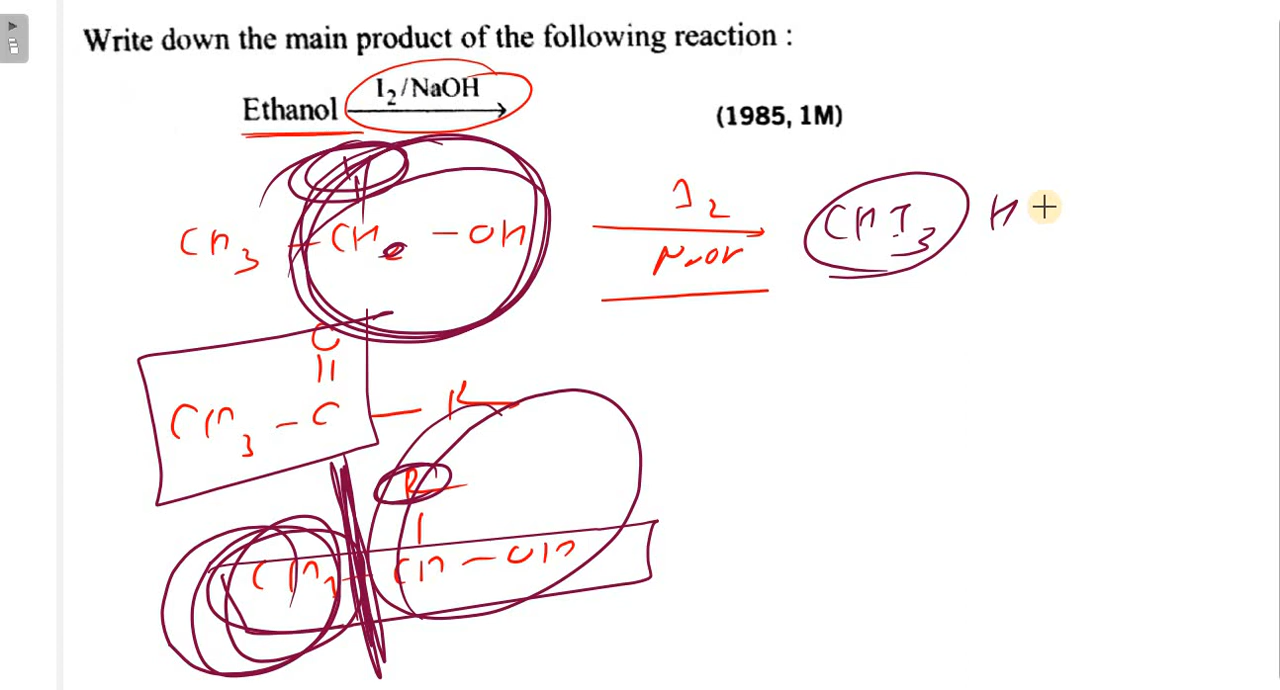 Write down the main product of the following reaction :
I₂/NaOH
Ethanol ⟶ (1985, 1M)
H
CH₃ – CH₂ – OH I₂ CHI₃ H
NaOH
O
||
CH₃ – C – R
R
|
CH₃ – CH – OH